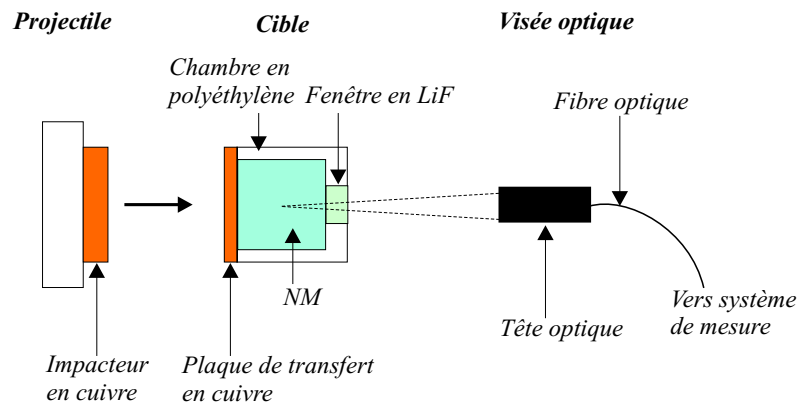 Projectile
Cible
Visée optique
Chambre en
polyéthylène
Fenêtre en LiF
Fibre optique
NM
Tête optique
Vers système
de mesure
Impacteur
en cuivre
Plaque de transfert
en cuivre